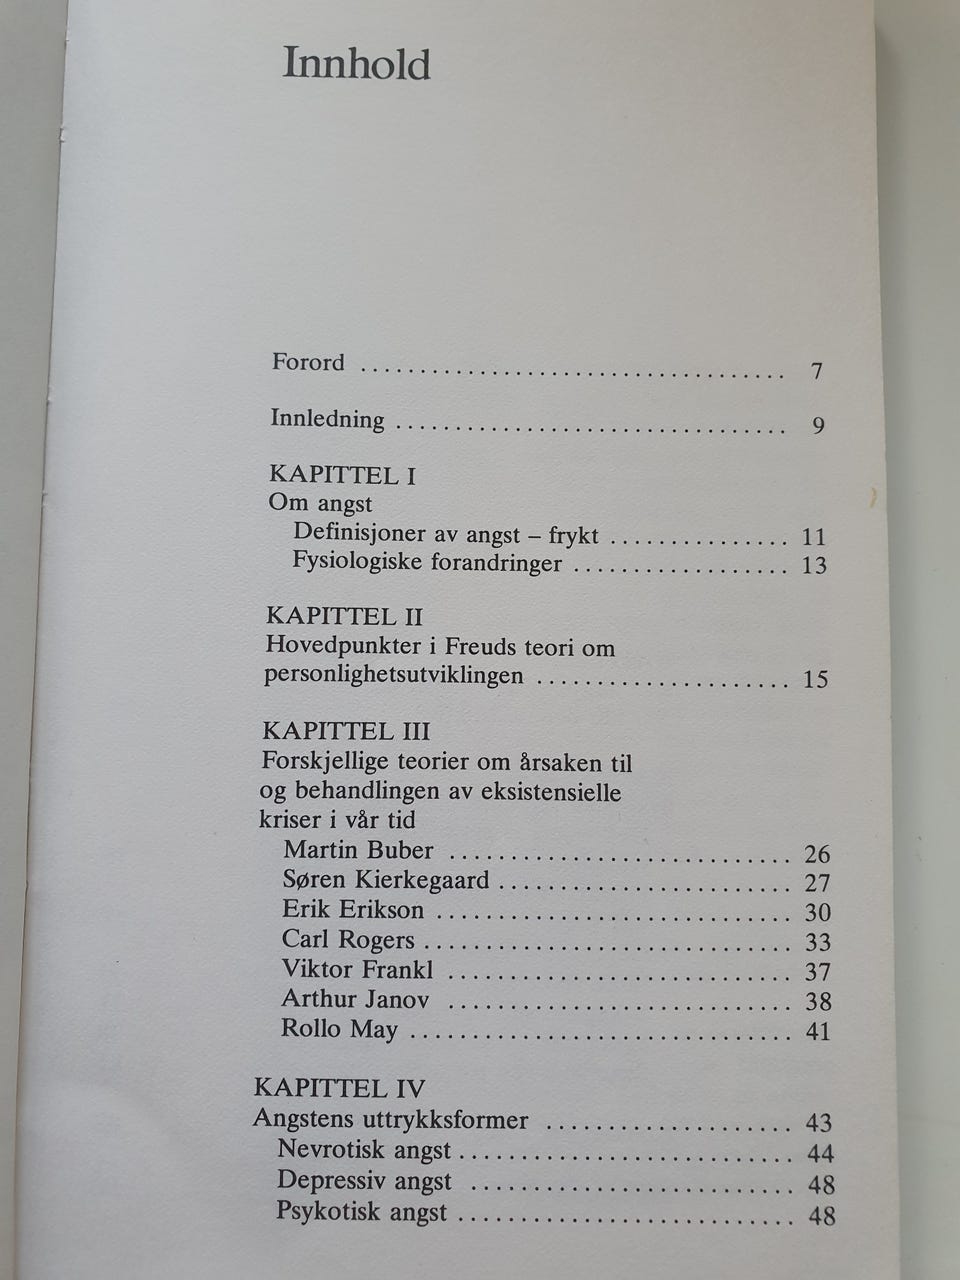 Innhold
Forord .................................... 7
Innledning ................................. 9
KAPITTEL I
Om angst
Definisjoner av angst – frykt ............... 11
Fysiologiske forandringer .................. 13
KAPITTEL II
Hovedpunkter i Freuds teori om
personlighetsutviklingen ...................... 15
KAPITTEL III
Forskjellige teorier om årsaken til
og behandlingen av eksistensielle
kriser i vår tid
Martin Buber ............................. 26
Søren Kierkegaard ......................... 27
Erik Erikson .............................. 30
Carl Rogers ............................... 33
Viktor Frankl ............................. 37
Arthur Janov ............................. 38
Rollo May ................................ 41
KAPITTEL IV
Angstens uttrykksformer ..................... 43
Nevrotisk angst ............................ 44
Depressiv angst ............................ 48
Psykotisk angst ............................. 48